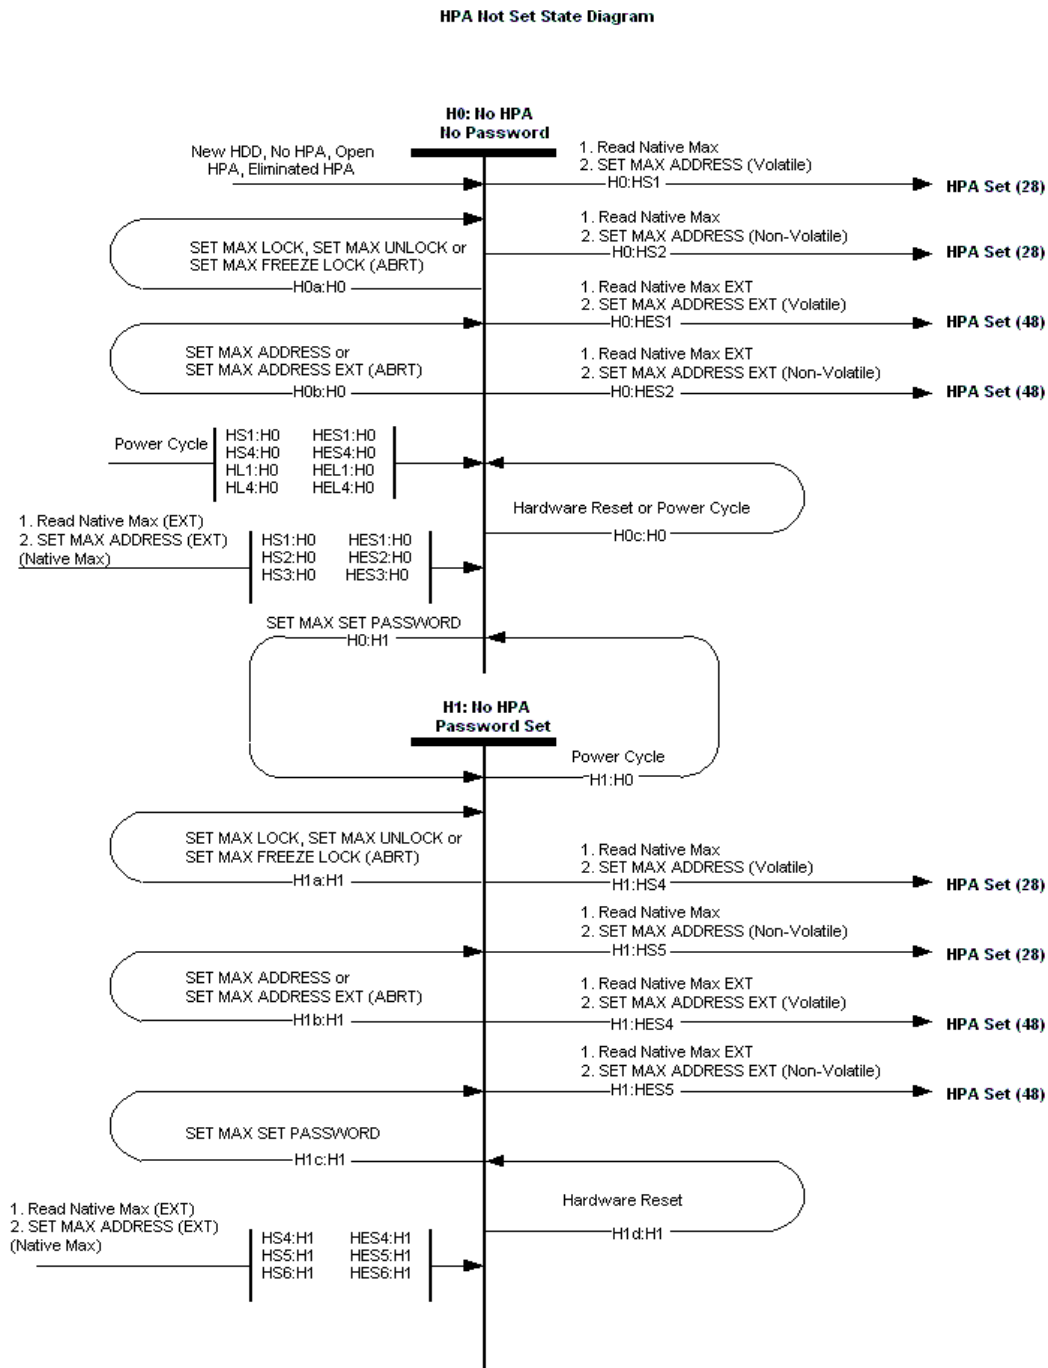 HPA Not Set State Diagram
H0: No HPA
No Password
New HDD, No HPA, Open
HPA, Eliminated HPA
1. Read Native Max
2. SET MAX ADDRESS (Volatile)
H0:HS1
HPA Set (28)
SET MAX LOCK, SET MAX UNLOCK or
SET MAX FREEZE LOCK (ABRT)
H0a:H0
1. Read Native Max
2. SET MAX ADDRESS (Non-Volatile)
H0:HS2
HPA Set (28)
1. Read Native Max EXT
2. SET MAX ADDRESS EXT (Volatile)
H0:HES1
HPA Set (48)
SET MAX ADDRESS or
SET MAX ADDRESS EXT (ABRT)
H0b:H0
1. Read Native Max EXT
2. SET MAX ADDRESS EXT (Non-Volatile)
H0:HES2
HPA Set (48)
Power Cycle
HS1:H0 HES1:H0
HS4:H0 HES4:H0
HL1:H0 HEL1:H0
HL4:H0 HEL4:H0
Hardware Reset or Power Cycle
H0c:H0
1. Read Native Max (EXT)
2. SET MAX ADDRESS (EXT)
(Native Max)
HS1:H0 HES1:H0
HS2:H0 HES2:H0
HS3:H0 HES3:H0
SET MAX SET PASSWORD
H0:H1
H1: No HPA
Password Set
Power Cycle
H1:H0
SET MAX LOCK, SET MAX UNLOCK or
SET MAX FREEZE LOCK (ABRT)
H1a:H1
1. Read Native Max
2. SET MAX ADDRESS (Volatile)
H1:HS4
HPA Set (28)
1. Read Native Max
2. SET MAX ADDRESS (Non-Volatile)
H1:HS5
HPA Set (28)
SET MAX ADDRESS or
SET MAX ADDRESS EXT (ABRT)
H1b:H1
1. Read Native Max EXT
2. SET MAX ADDRESS EXT (Volatile)
H1:HES4
HPA Set (48)
1. Read Native Max EXT
2. SET MAX ADDRESS EXT (Non-Volatile)
H1:HES5
HPA Set (48)
SET MAX SET PASSWORD
H1c:H1
Hardware Reset
H1d:H1
1. Read Native Max (EXT)
2. SET MAX ADDRESS (EXT)
(Native Max)
HS4:H1 HES4:H1
HS5:H1 HES5:H1
HS6:H1 HES6:H1